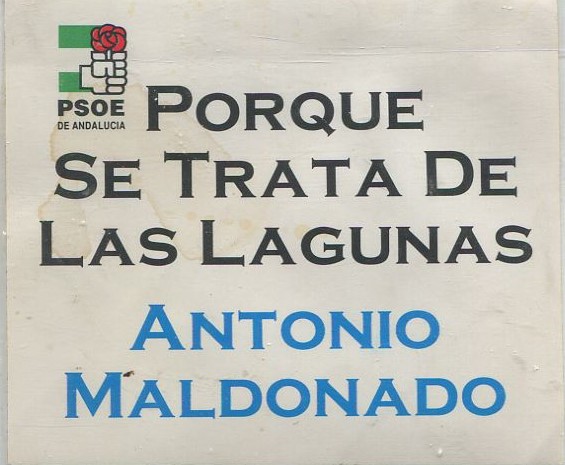 PSOE
DE ANDALUCIA
PORQUE
SE TRATA DE
LAS LAGUNAS
ANTONIO
MALDONADO